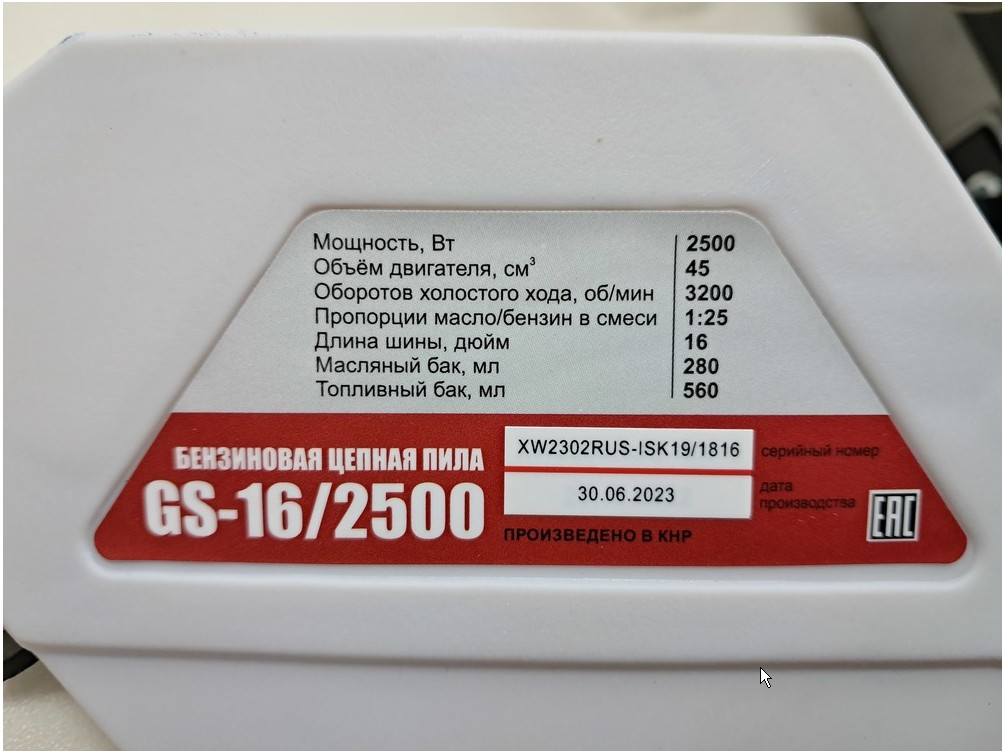 Мощность, Вт 2500
Объём двигателя, см³ 45
Оборотов холостого хода, об/мин 3200
Пропорции масло/бензин в смеси 1:25
Длина шины, дюйм 16
Масляный бак, мл 280
Топливный бак, мл 560
БЕНЗИНОВАЯ ЦЕПНАЯ ПИЛА
GS-16/2500
XW2302RUS-ISK19/1816 серийный номер
30.06.2023 дата
производства
ПРОИЗВЕДЕНО В КНР
EAC